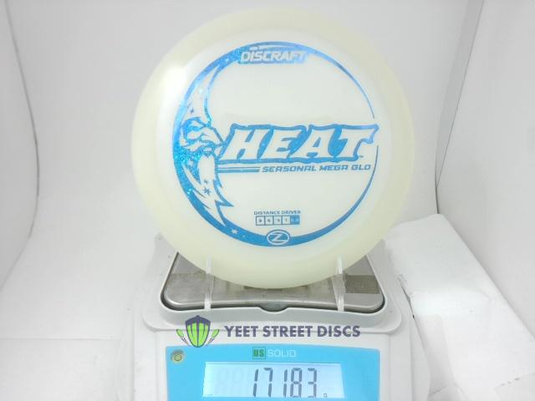 DISCRAFT
HEAT
SEASONAL MEGA GLO
DISTANCE DRIVER
Z
YEET STREET DISCS
US SOLID
171.83 g